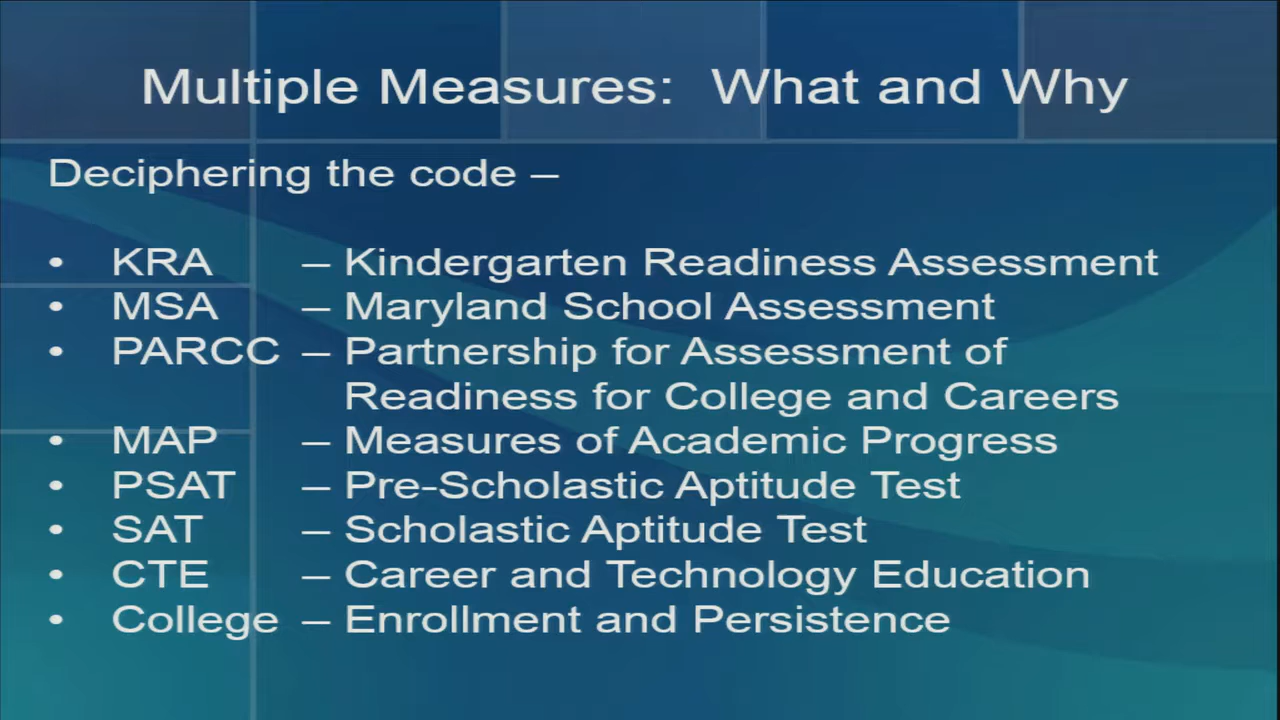 Multiple Measures: What and Why
Deciphering the code –
• KRA – Kindergarten Readiness Assessment
• MSA – Maryland School Assessment
• PARCC – Partnership for Assessment of
Readiness for College and Careers
• MAP – Measures of Academic Progress
• PSAT – Pre-Scholastic Aptitude Test
• SAT – Scholastic Aptitude Test
• CTE – Career and Technology Education
• College – Enrollment and Persistence